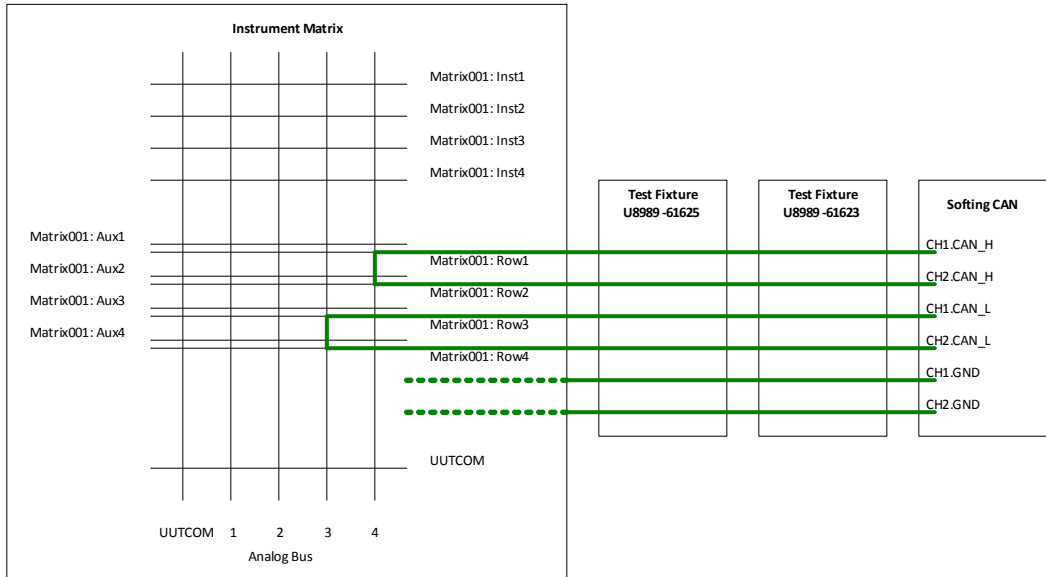 Instrument Matrix
Matrix001: Inst1
Matrix001: Inst2
Matrix001: Inst3
Matrix001: Inst4
Test Fixture
U8989 -61625
Test Fixture
U8989 -61623
Softing CAN
Matrix001: Aux1
Matrix001: Aux2
Matrix001: Aux3
Matrix001: Aux4
Matrix001: Row1
Matrix001: Row2
Matrix001: Row3
Matrix001: Row4
CH1.CAN_H
CH2.CAN_H
CH1.CAN_L
CH2.CAN_L
CH1.GND
CH2.GND
UUTCOM
UUTCOM 1 2 3 4
Analog Bus